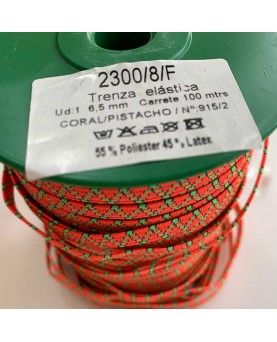 2300/8/F
Trenza elástica
Ud:1 6,5 mm Carrete 100 mtrs
CORAL/PISTACHO / Nº:915/2
55 % Poliester 45 % Latex.